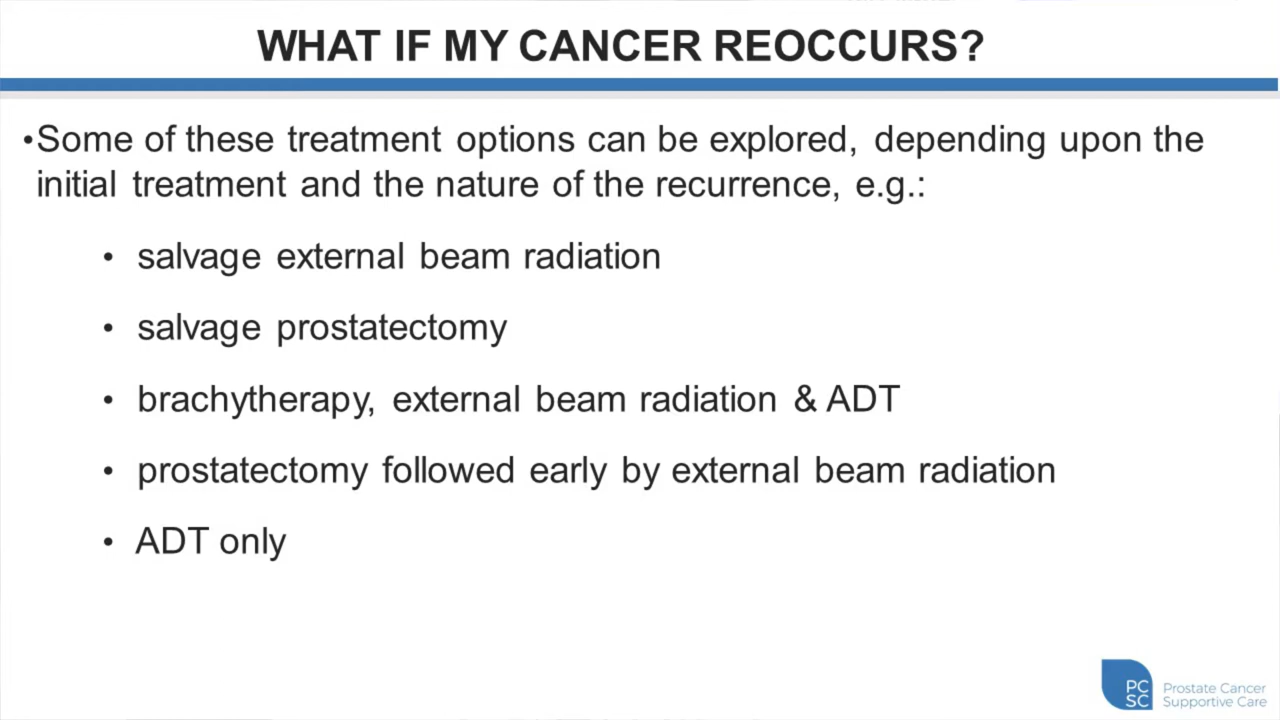 WHAT IF MY CANCER REOCCURS?
•Some of these treatment options can be explored, depending upon the
initial treatment and the nature of the recurrence, e.g.:
• salvage external beam radiation
• salvage prostatectomy
• brachytherapy, external beam radiation & ADT
• prostatectomy followed early by external beam radiation
• ADT only
PC
SC
Prostate Cancer
Supportive Care